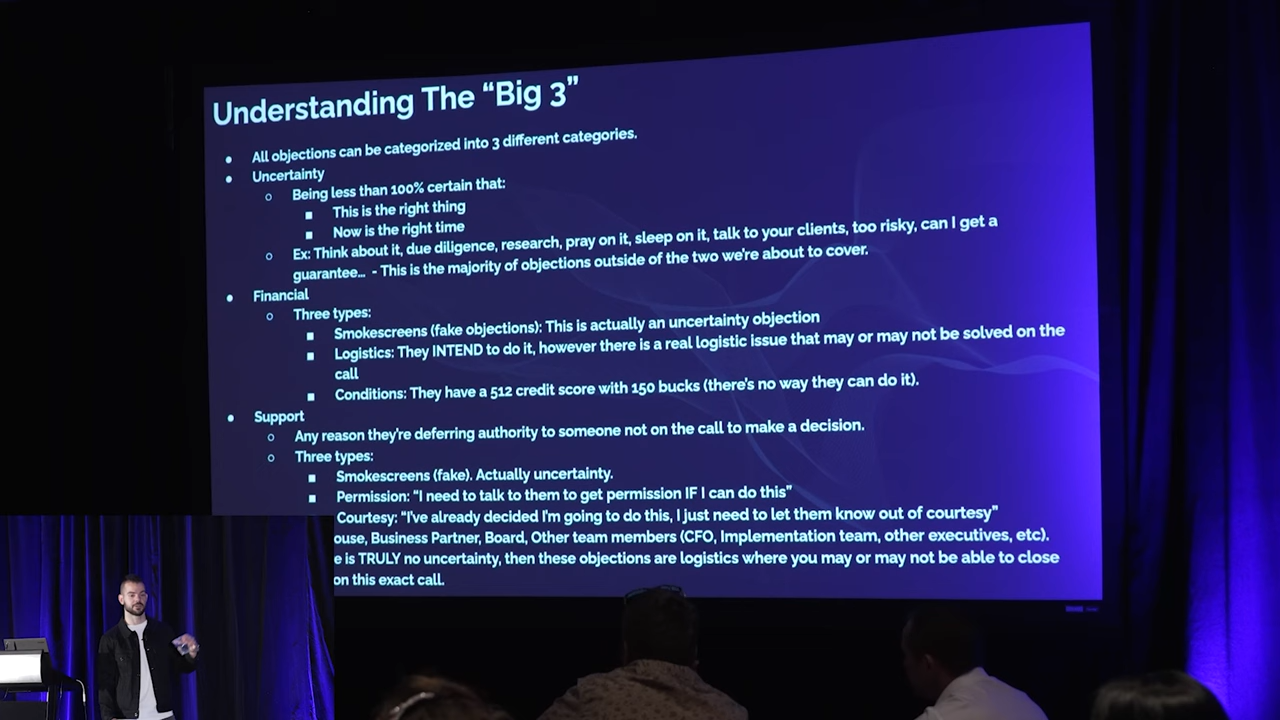 Understanding The “Big 3”
● All objections can be categorized into 3 different categories.
● Uncertainty
○ Being less than 100% certain that:
■ This is the right thing
■ Now is the right time
○ Ex: Think about it, due diligence, research, pray on it, sleep on it, talk to your clients, too risky, can I get a
guarantee... - This is the majority of objections outside of the two we’re about to cover.
● Financial
○ Three types:
■ Smokescreens (fake objections): This is actually an uncertainty objection
■ Logistics: They INTEND to do it, however there is a real logistic issue that may or may not be solved on the
call
■ Conditions: They have a 512 credit score with 150 bucks (there’s no way they can do it).
● Support
○ Any reason they’re deferring authority to someone not on the call to make a decision.
○ Three types:
■ Smokescreens (fake). Actually uncertainty.
■ Permission: “I need to talk to them to get permission IF I can do this”
Courtesy: “I’ve already decided I’m going to do this, I just need to let them know out of courtesy”
ouse, Business Partner, Board, Other team members (CFO, Implementation team, other executives, etc).
e is TRULY no uncertainty, then these objections are logistics where you may or may not be able to close
on this exact call.